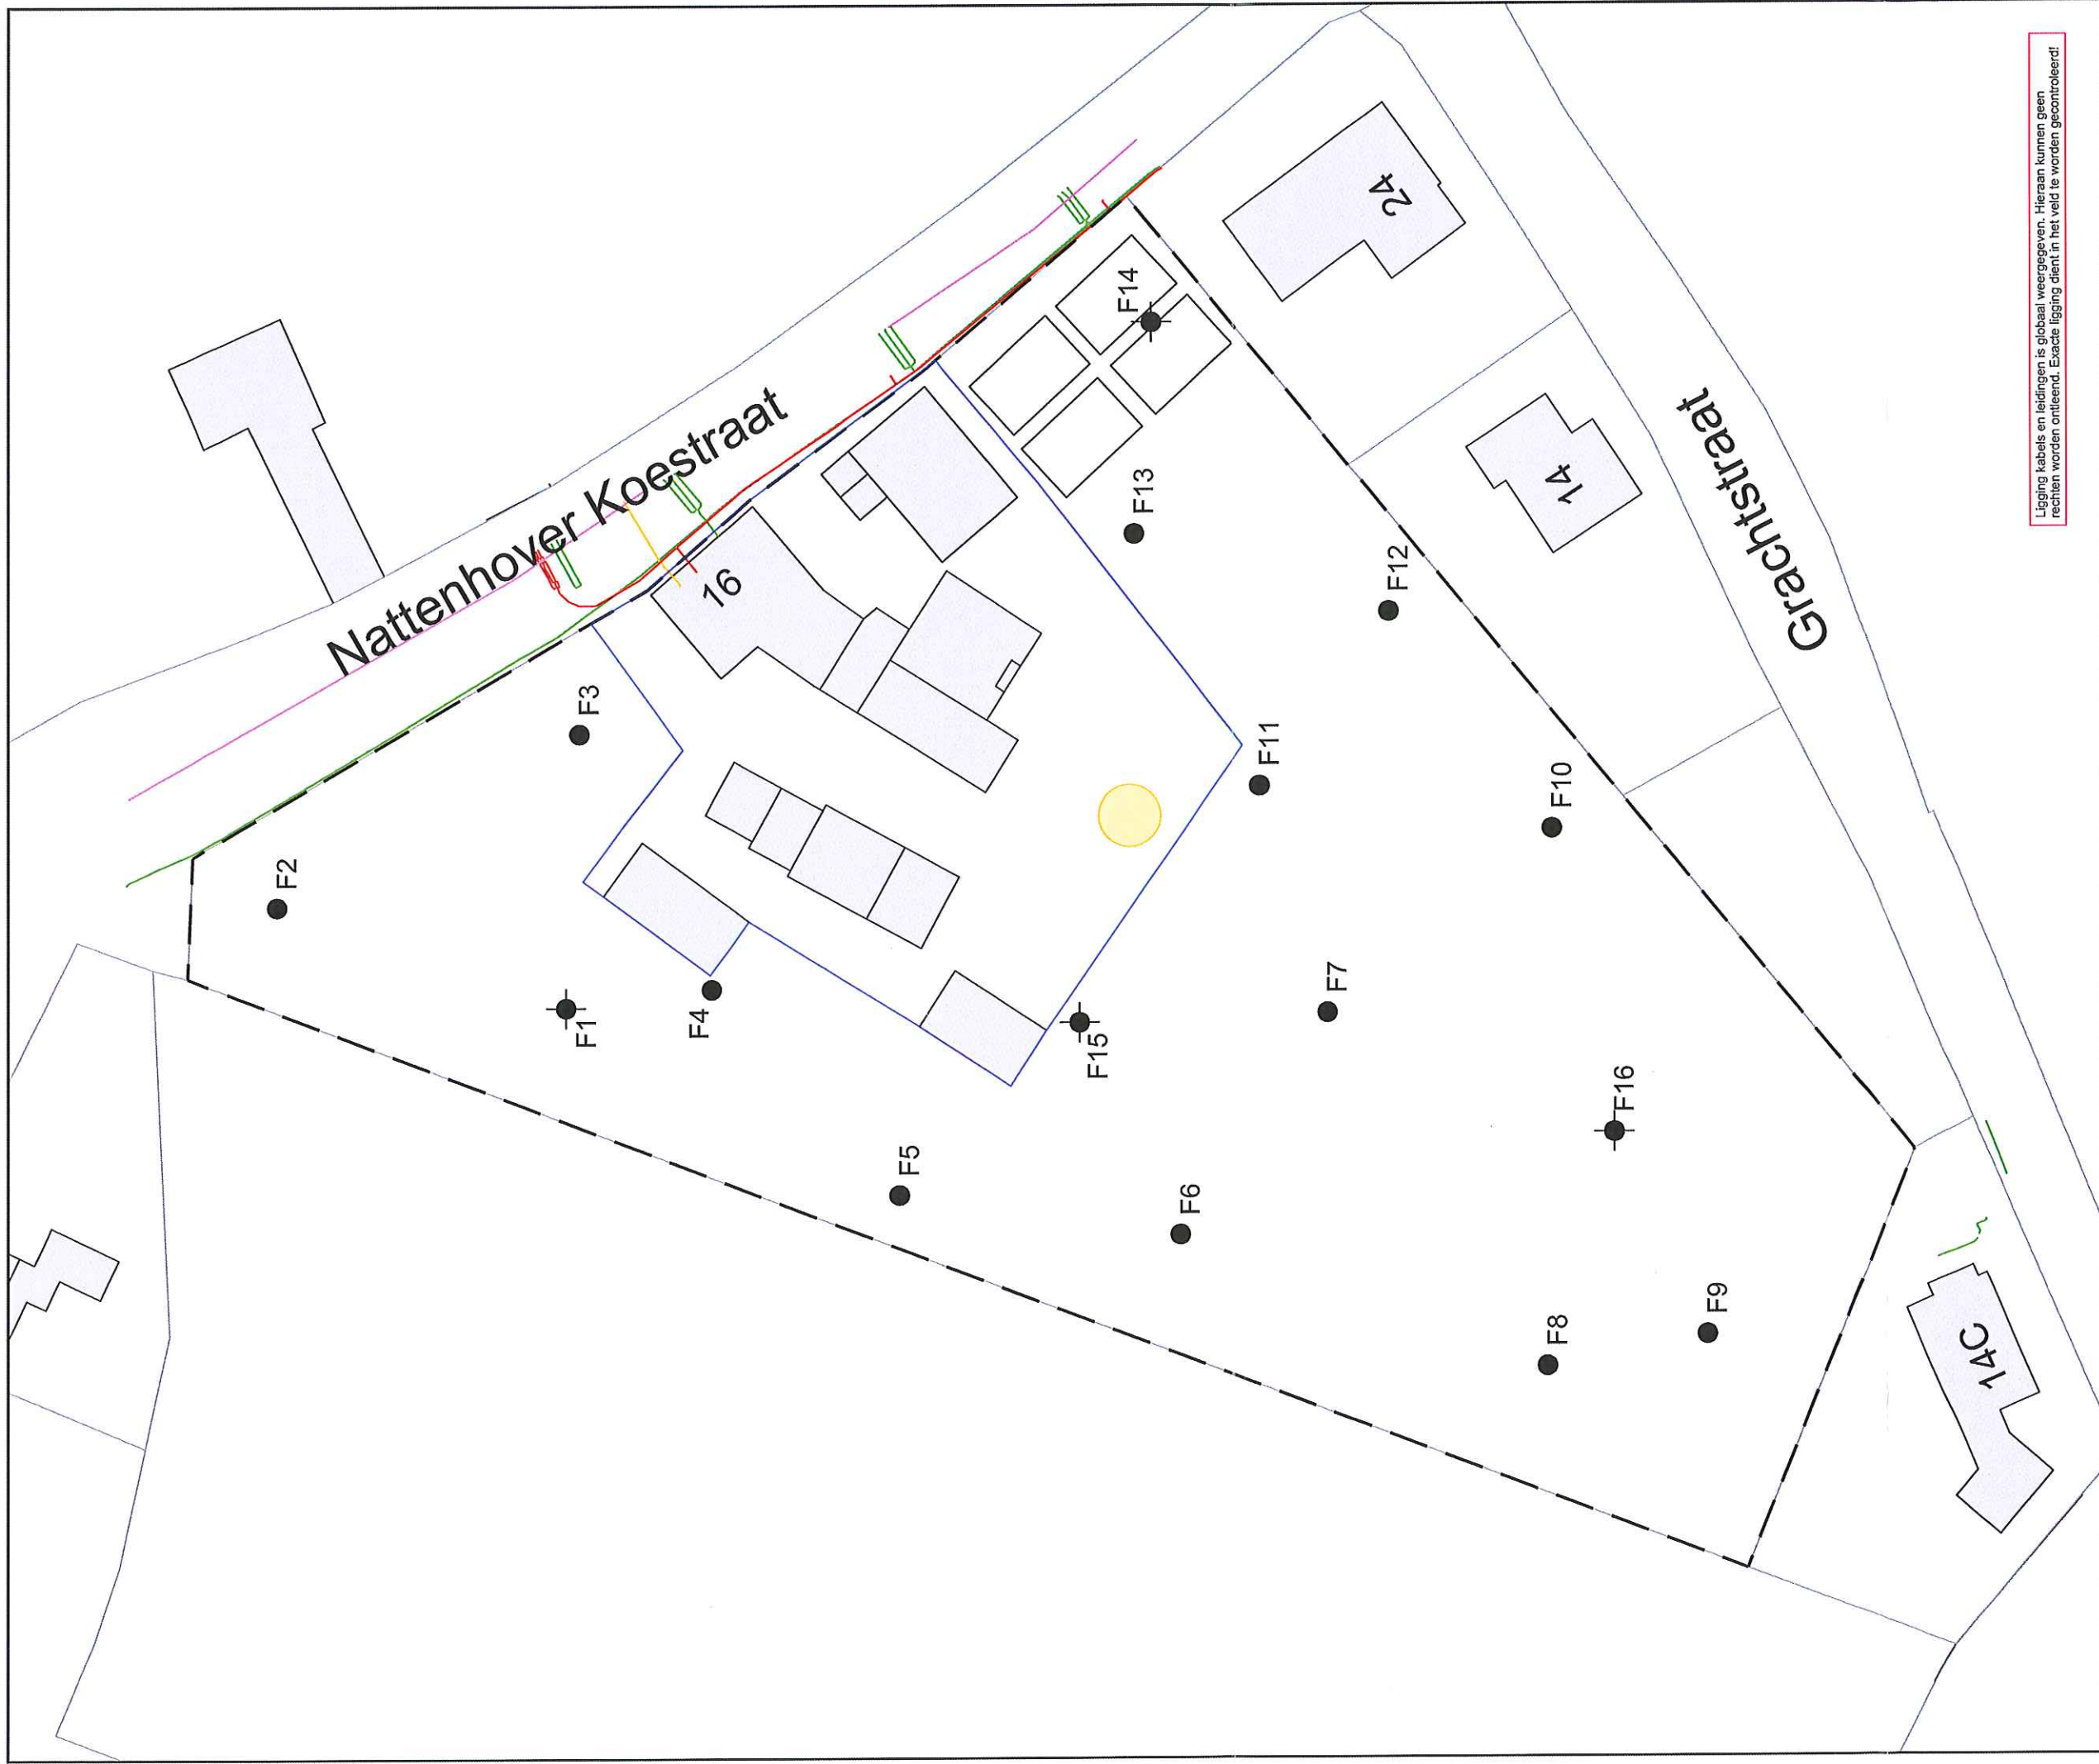 Nattenhover Koestraat
Grachtstraat
24
14
16
14C
F14
F13
F12
F3
F11
F10
F2
F7
F4
F1
F15
F16
F5
F6
F9
F8
Ligging kabels en leidingen is globaal weergegeven. Hieraan kunnen geen
rechten worden ontleend. Exacte ligging dient in het veld te worden gecontroleerd!